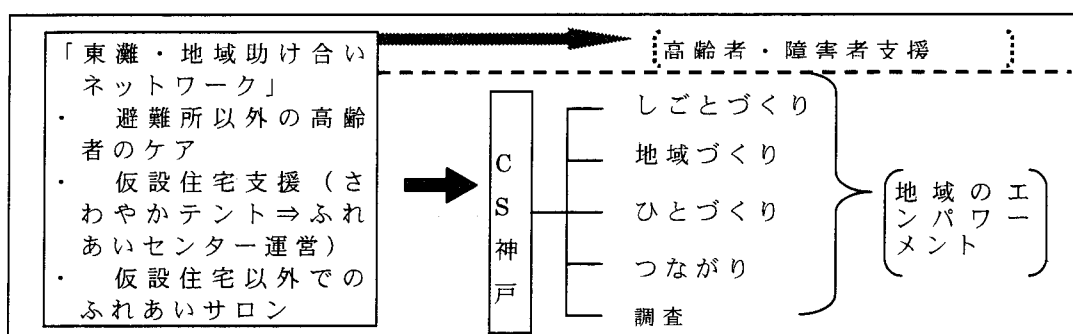 「東灘・地域助け合い
ネットワーク」
・　避難所以外の高齢
者のケア
・　仮設住宅支援（さ
わやかテント⇒ふれ
あいセンター運営）
・　仮設住宅以外での
ふれあいサロン
高齢者・障害者支援
CS神戸
しごとづくり
地域づくり
ひとづくり
つながり
調査
地域のエ
ンパワー
メント